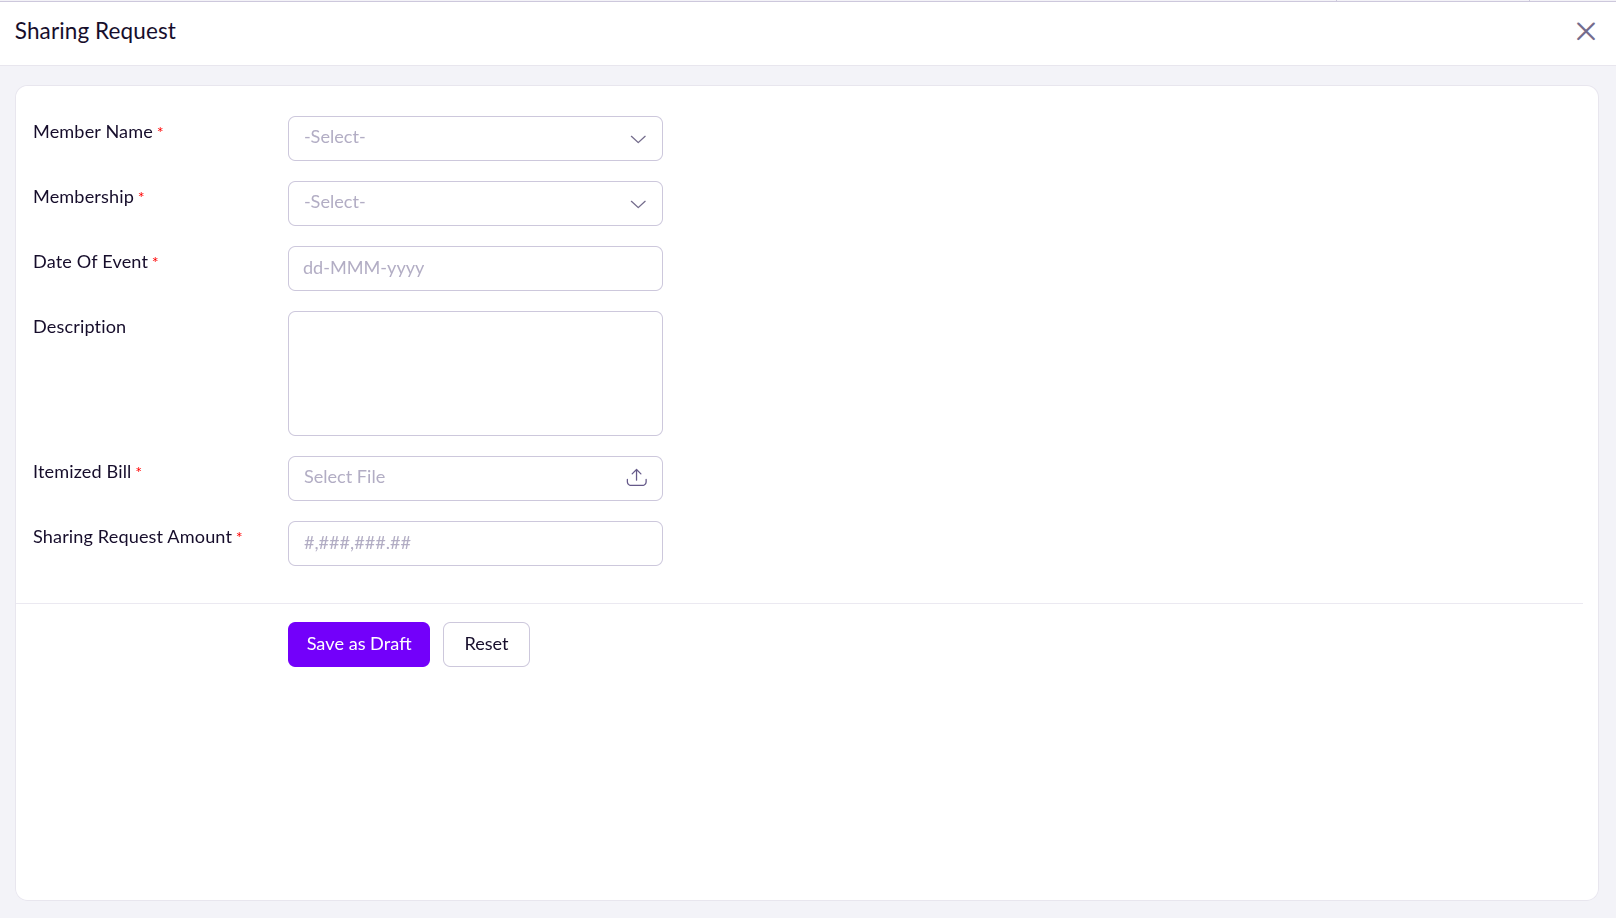 Sharing Request
Member Name *
-Select-
Membership *
-Select-
Date Of Event *
dd-MMM-yyyy
Description
Itemized Bill *
Select File
Sharing Request Amount *
#,###,###.##
Save as Draft
Reset